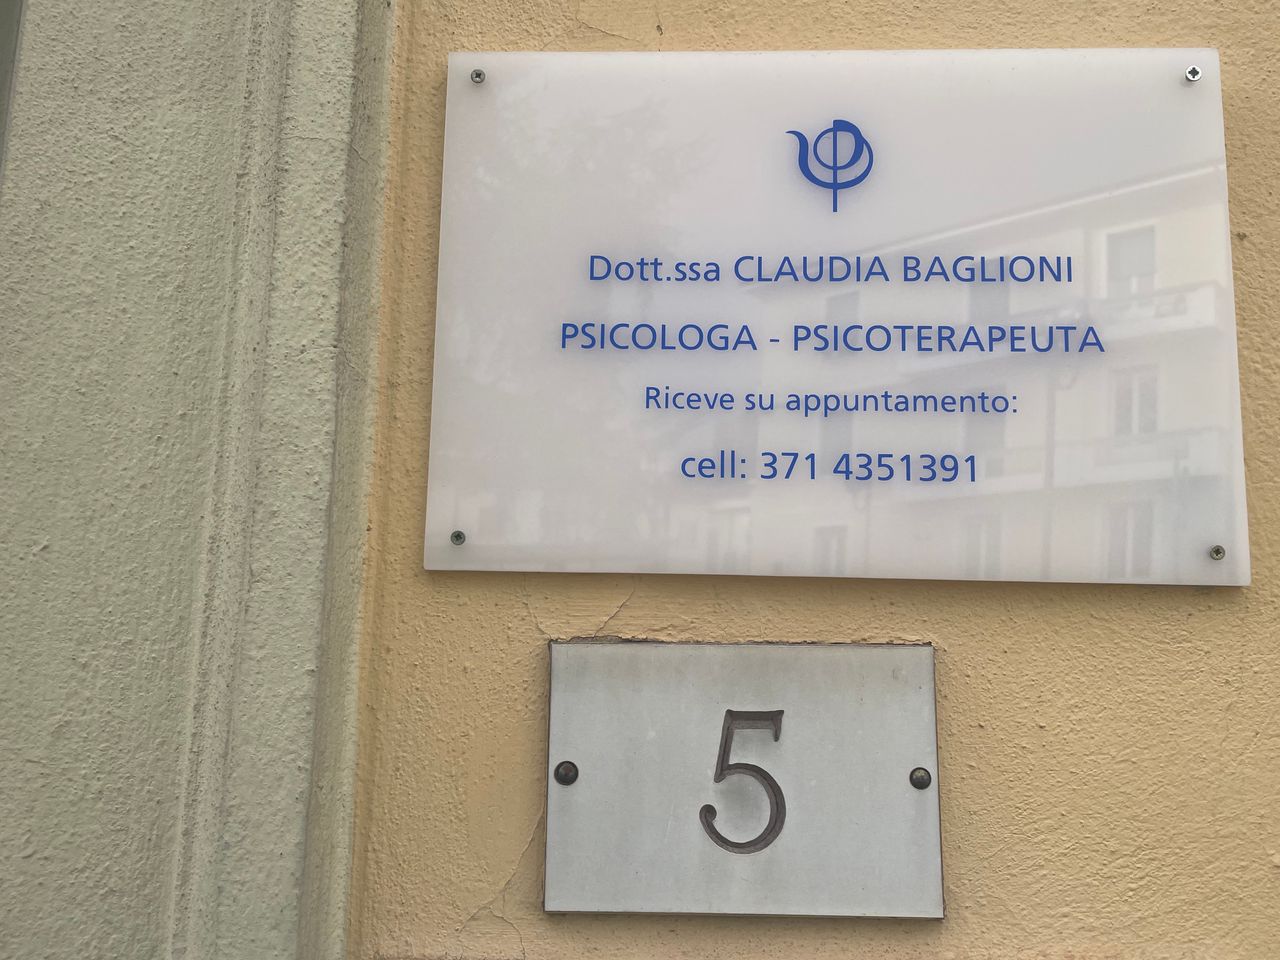 Dott.ssa CLAUDIA BAGLIONI
PSICOLOGA - PSICOTERAPEUTA
Riceve su appuntamento:
cell: 371 4351391
5